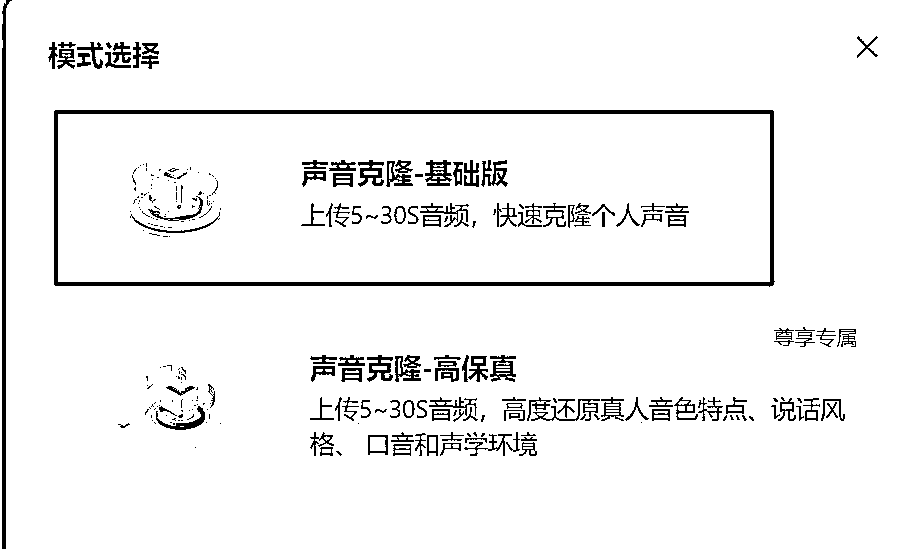 模式选择
声音克隆-基础版
上传5~30S音频，快速克隆个人声音
尊享专属
声音克隆-高保真
上传5~30S音频，高度还原真人音色特点、说话风
格、 口音和声学环境